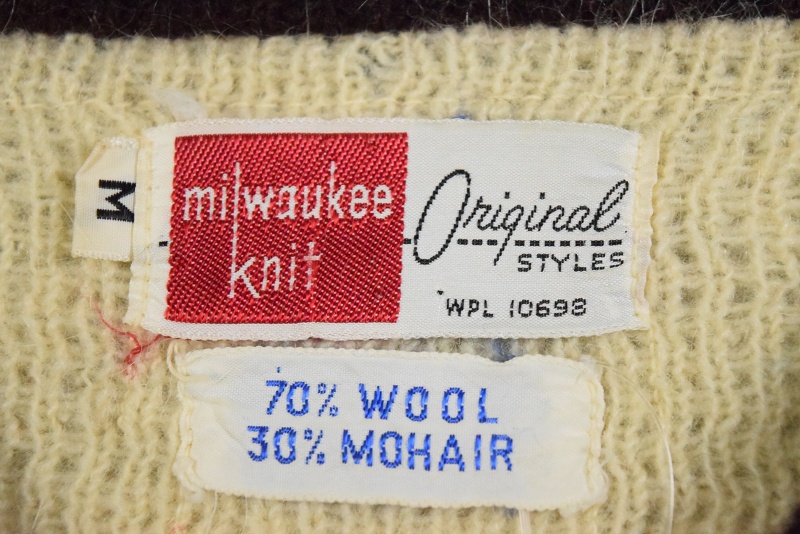 M
milwaukee
knit
Original
STYLES
WPL 10698
70% WOOL
30% MOHAIR